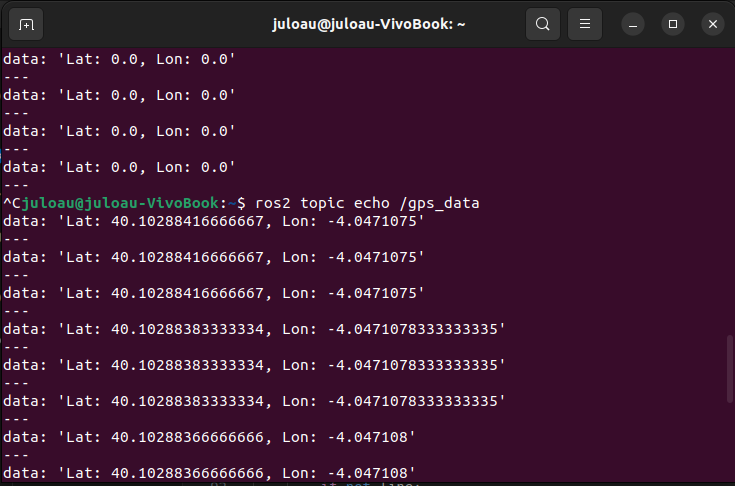 juloau@juloau-VivoBook: ~
data: 'Lat: 0.0, Lon: 0.0'
---
data: 'Lat: 0.0, Lon: 0.0'
---
data: 'Lat: 0.0, Lon: 0.0'
---
data: 'Lat: 0.0, Lon: 0.0'
---
^Cjuloau@juloau-VivoBook:~$ ros2 topic echo /gps_data
data: 'Lat: 40.10288416666667, Lon: -4.0471075'
---
data: 'Lat: 40.10288416666667, Lon: -4.0471075'
---
data: 'Lat: 40.10288416666667, Lon: -4.0471075'
---
data: 'Lat: 40.10288383333334, Lon: -4.0471078333333335'
---
data: 'Lat: 40.10288383333334, Lon: -4.0471078333333335'
---
data: 'Lat: 40.10288383333334, Lon: -4.0471078333333335'
---
data: 'Lat: 40.10288366666666, Lon: -4.047108'
---
data: 'Lat: 40.10288366666666, Lon: -4.047108'